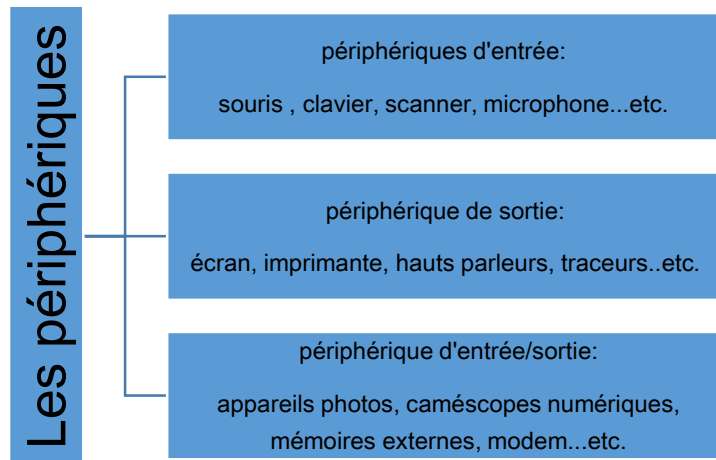 Les périphériques
périphériques d'entrée:
souris , clavier, scanner, microphone...etc.
périphérique de sortie:
écran, imprimante, hauts parleurs, traceurs..etc.
périphérique d'entrée/sortie:
appareils photos, caméscopes numériques,
mémoires externes, modem...etc.